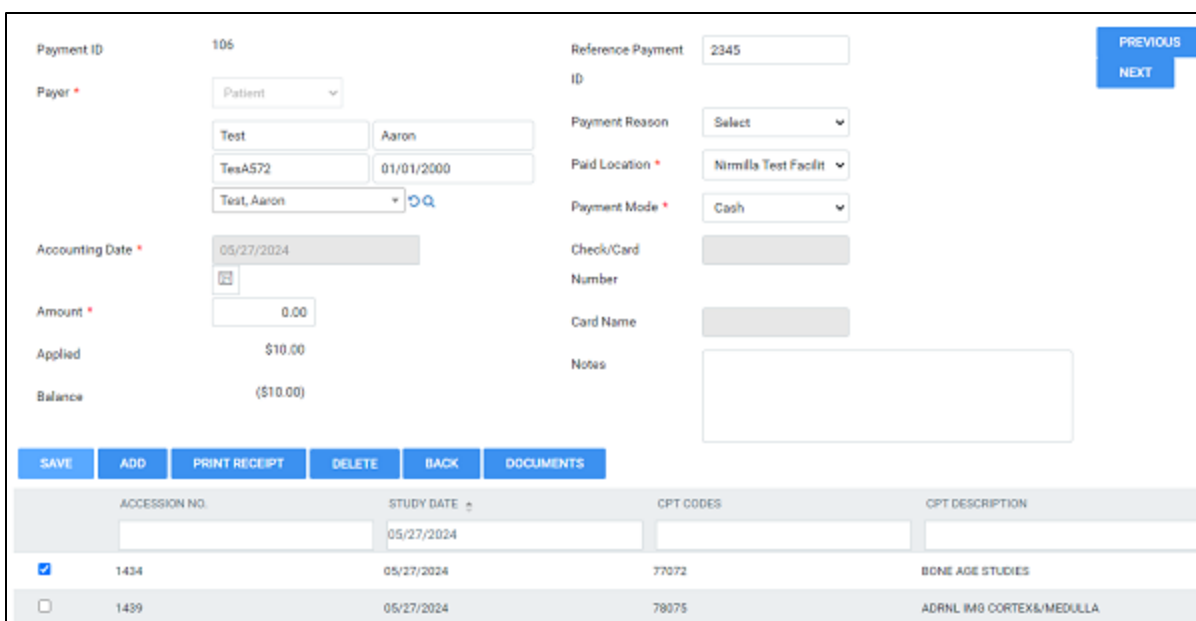 Payment ID 106 Reference Payment ID 2345 PREVIOUS
NEXT
Payer * Patient
Test Aaron Payment Reason Select
TesA572 01/01/2000 Paid Location * Nirmilla Test Facilit
Test, Aaron Payment Mode * Cash
Accounting Date * 05/27/2024 Check/Card Number
Amount * 0.00 Card Name
Applied $10.00 Notes
Balance ($10.00)
SAVE ADD PRINT RECEIPT DELETE BACK DOCUMENTS
ACCESSION NO. STUDY DATE CPT CODES CPT DESCRIPTION
05/27/2024
1434 05/27/2024 77072 BONE AGE STUDIES
1439 05/27/2024 78075 ADRNL IMG CORTEX&/MEDULLA